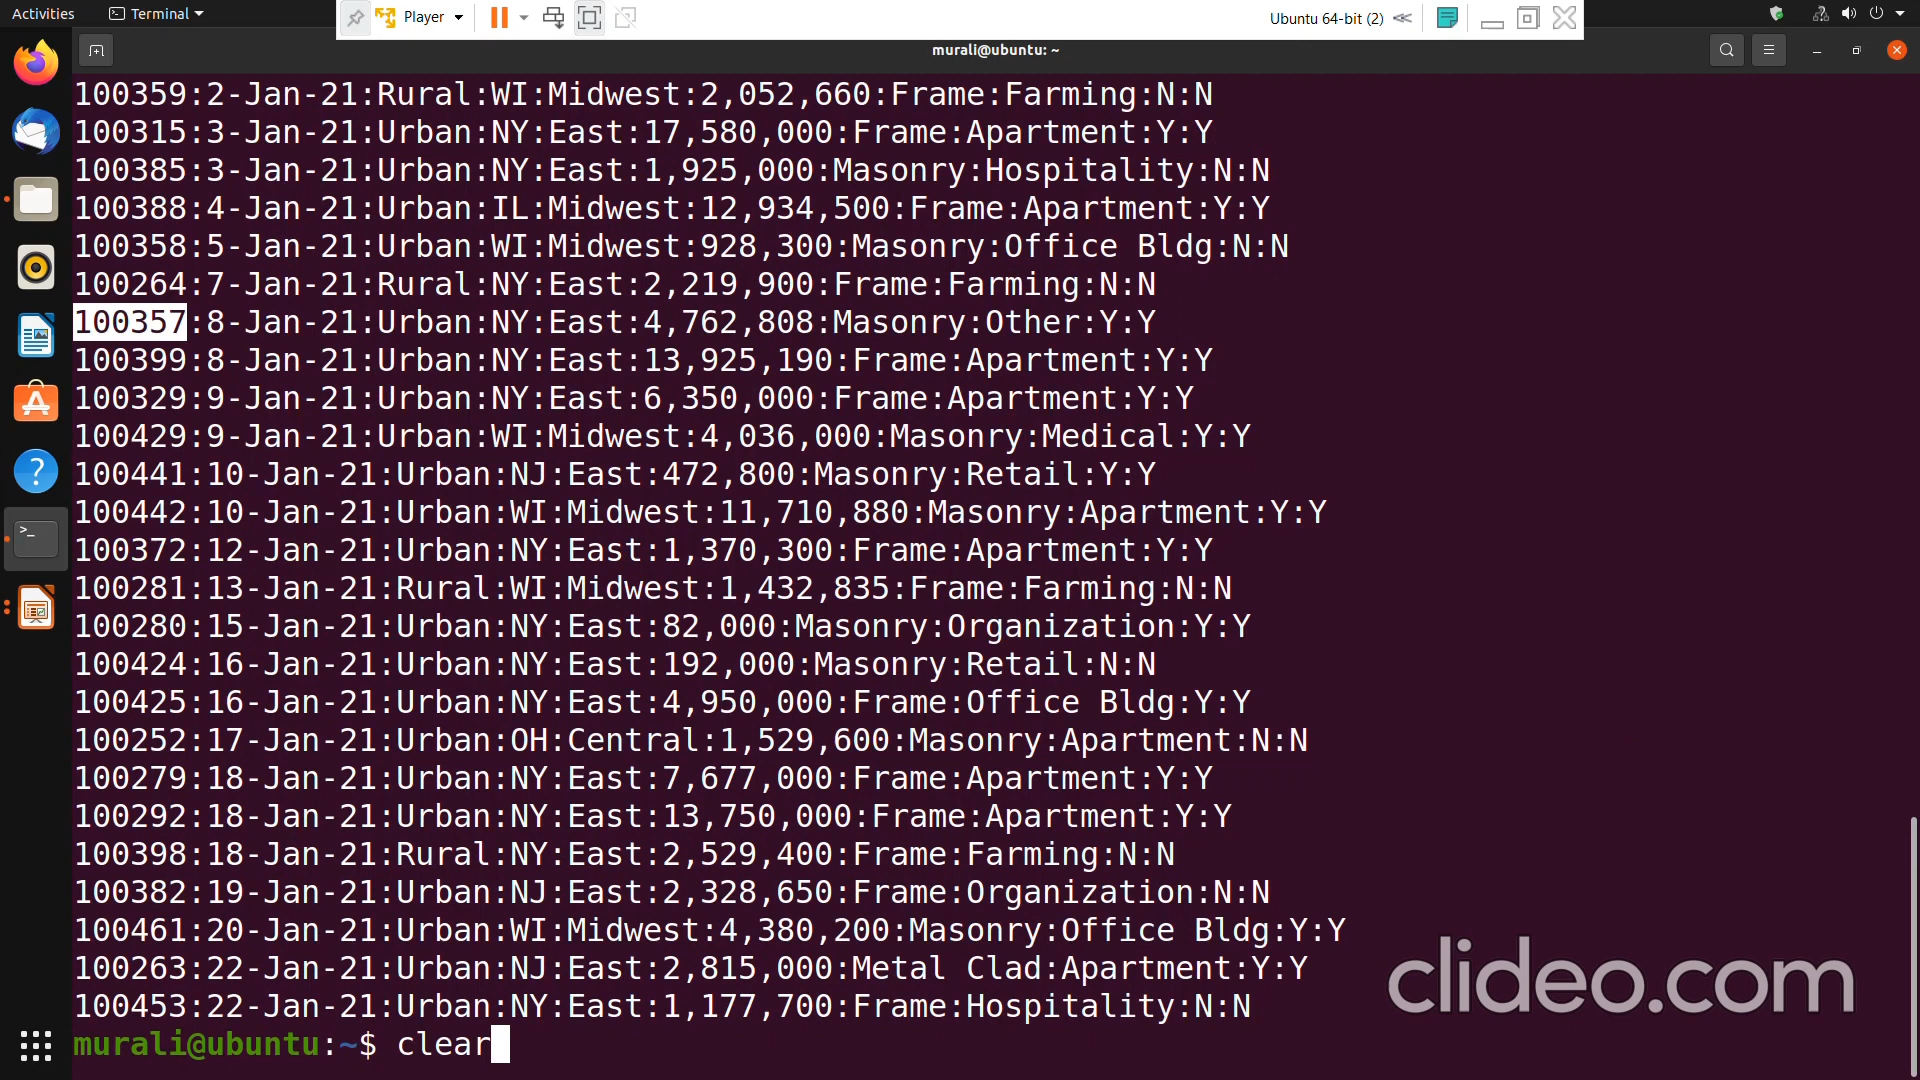 Activities
Terminal
Player
Ubuntu 64-bit (2)
murali@ubuntu: ~
100359:2-Jan-21:Rural:WI:Midwest:2,052,660:Frame:Farming:N:N
100315:3-Jan-21:Urban:NY:East:17,580,000:Frame:Apartment:Y:Y
100385:3-Jan-21:Urban:NY:East:1,925,000:Masonry:Hospitality:N:N
100388:4-Jan-21:Urban:IL:Midwest:12,934,500:Frame:Apartment:Y:Y
100358:5-Jan-21:Urban:WI:Midwest:928,300:Masonry:Office Bldg:N:N
100264:7-Jan-21:Rural:NY:East:2,219,900:Frame:Farming:N:N
100357:8-Jan-21:Urban:NY:East:4,762,808:Masonry:Other:Y:Y
100399:8-Jan-21:Urban:NY:East:13,925,190:Frame:Apartment:Y:Y
100329:9-Jan-21:Urban:NY:East:6,350,000:Frame:Apartment:Y:Y
100429:9-Jan-21:Urban:WI:Midwest:4,036,000:Masonry:Medical:Y:Y
100441:10-Jan-21:Urban:NJ:East:472,800:Masonry:Retail:Y:Y
100442:10-Jan-21:Urban:WI:Midwest:11,710,880:Masonry:Apartment:Y:Y
100372:12-Jan-21:Urban:NY:East:1,370,300:Frame:Apartment:Y:Y
100281:13-Jan-21:Rural:WI:Midwest:1,432,835:Frame:Farming:N:N
100280:15-Jan-21:Urban:NY:East:82,000:Masonry:Organization:Y:Y
100424:16-Jan-21:Urban:NY:East:192,000:Masonry:Retail:N:N
100425:16-Jan-21:Urban:NY:East:4,950,000:Frame:Office Bldg:Y:Y
100252:17-Jan-21:Urban:OH:Central:1,529,600:Masonry:Apartment:N:N
100279:18-Jan-21:Urban:NY:East:7,677,000:Frame:Apartment:Y:Y
100292:18-Jan-21:Urban:NY:East:13,750,000:Frame:Apartment:Y:Y
100398:18-Jan-21:Rural:NY:East:2,529,400:Frame:Farming:N:N
100382:19-Jan-21:Urban:NJ:East:2,328,650:Frame:Organization:N:N
100461:20-Jan-21:Urban:WI:Midwest:4,380,200:Masonry:Office Bldg:Y:Y
100263:22-Jan-21:Urban:NJ:East:2,815,000:Metal Clad:Apartment:Y:Y
100453:22-Jan-21:Urban:NY:East:1,177,700:Frame:Hospitality:N:N
murali@ubuntu:~$ clear
clideo.com